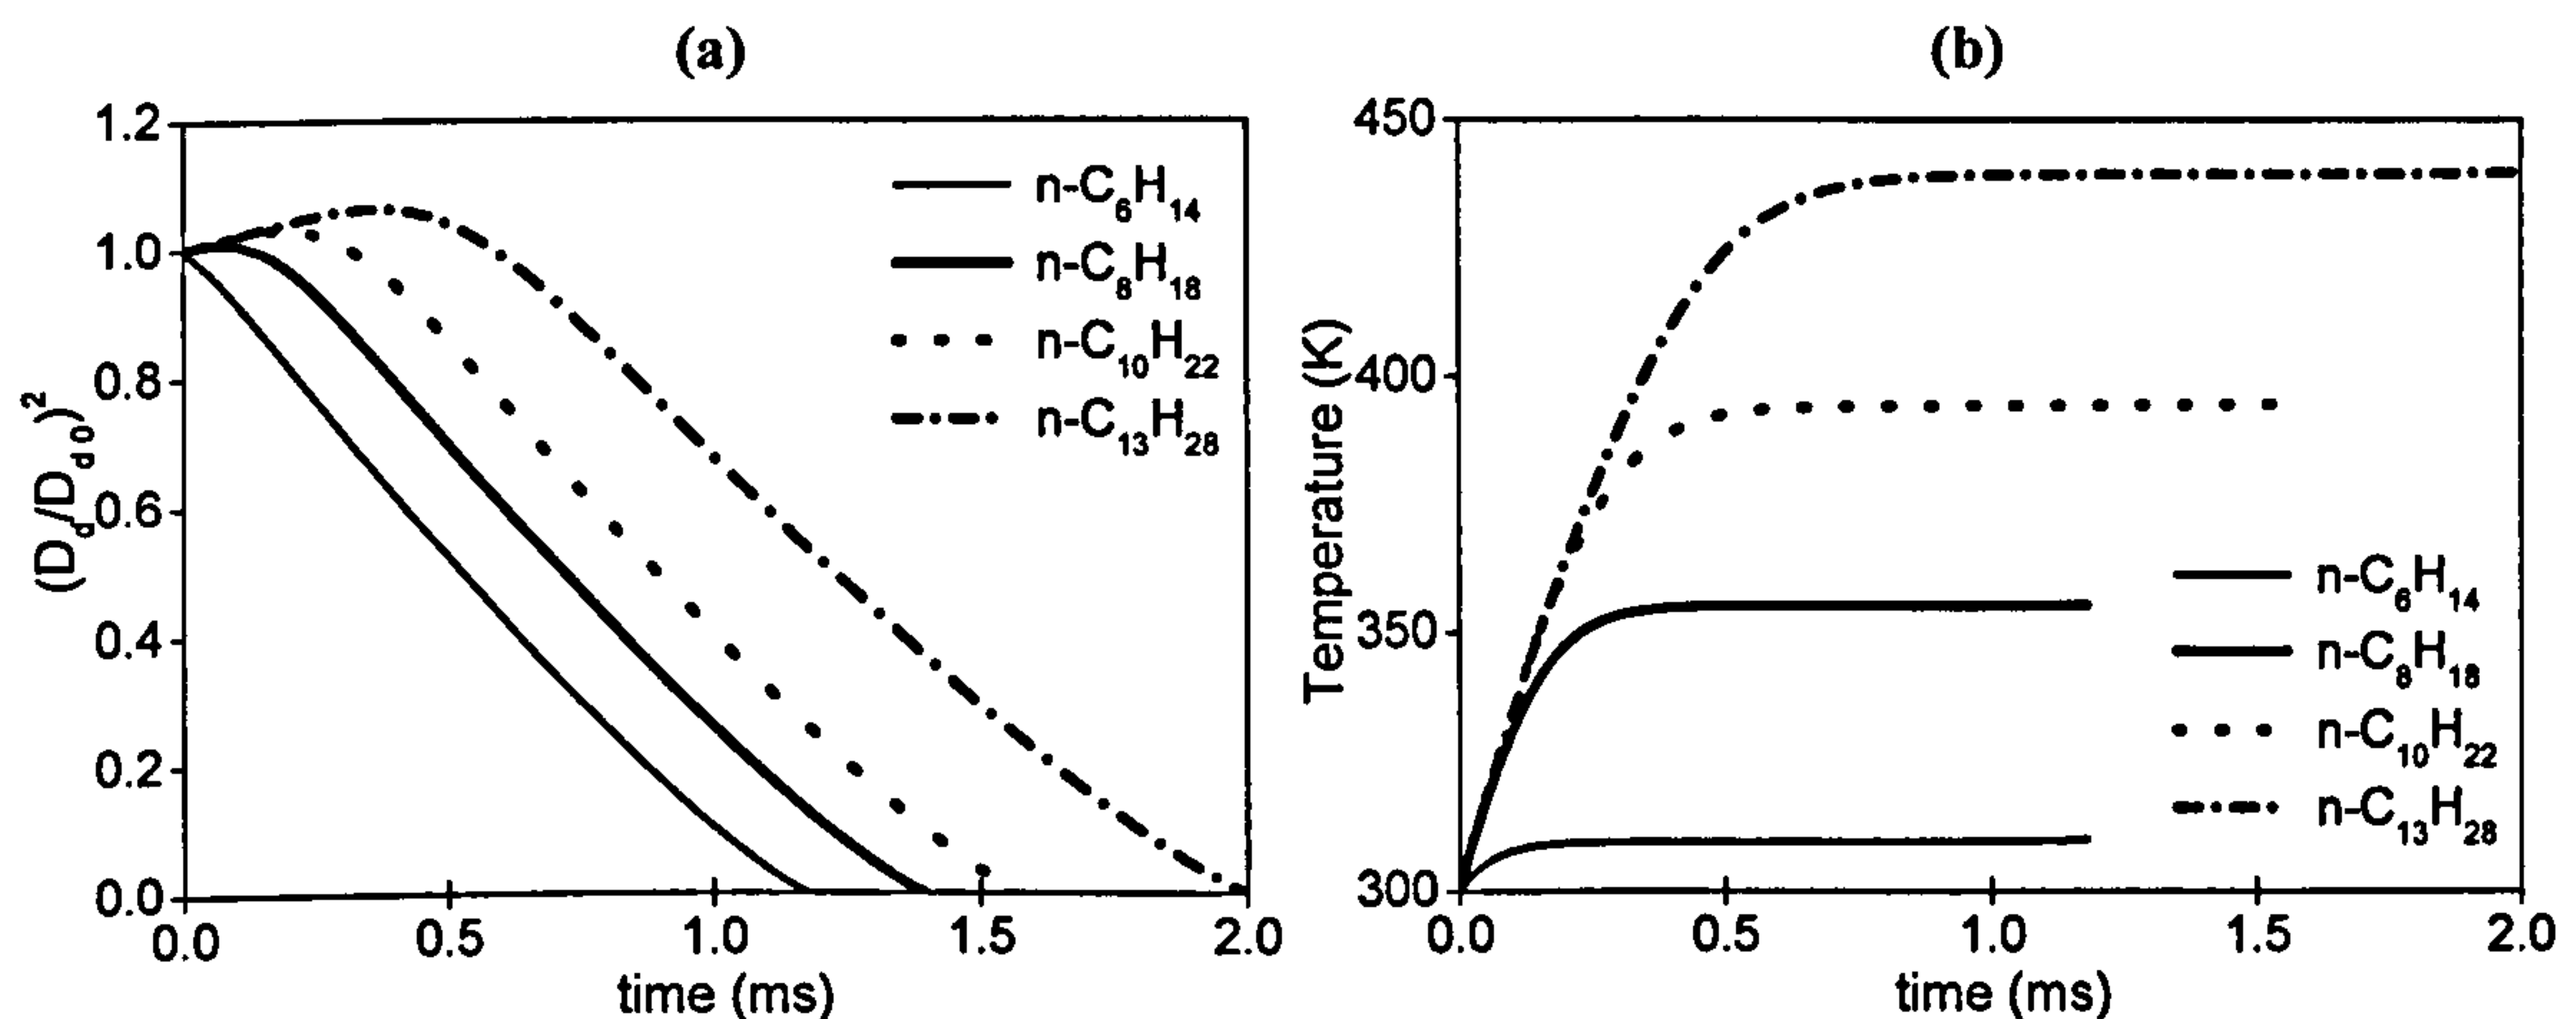 (a)
1.2
1.0
0.8
0.6
0.4
0.2
0.0
0.0 0.5 1.0 1.5 2.0
time (ms)
(D_d/D_d0)^2
n-C6H14
n-C8H18
n-C10H22
n-C13H28
(b)
450
400
350
300
0.0 0.5 1.0 1.5 2.0
time (ms)
Temperature (K)
n-C6H14
n-C8H18
n-C10H22
n-C13H28